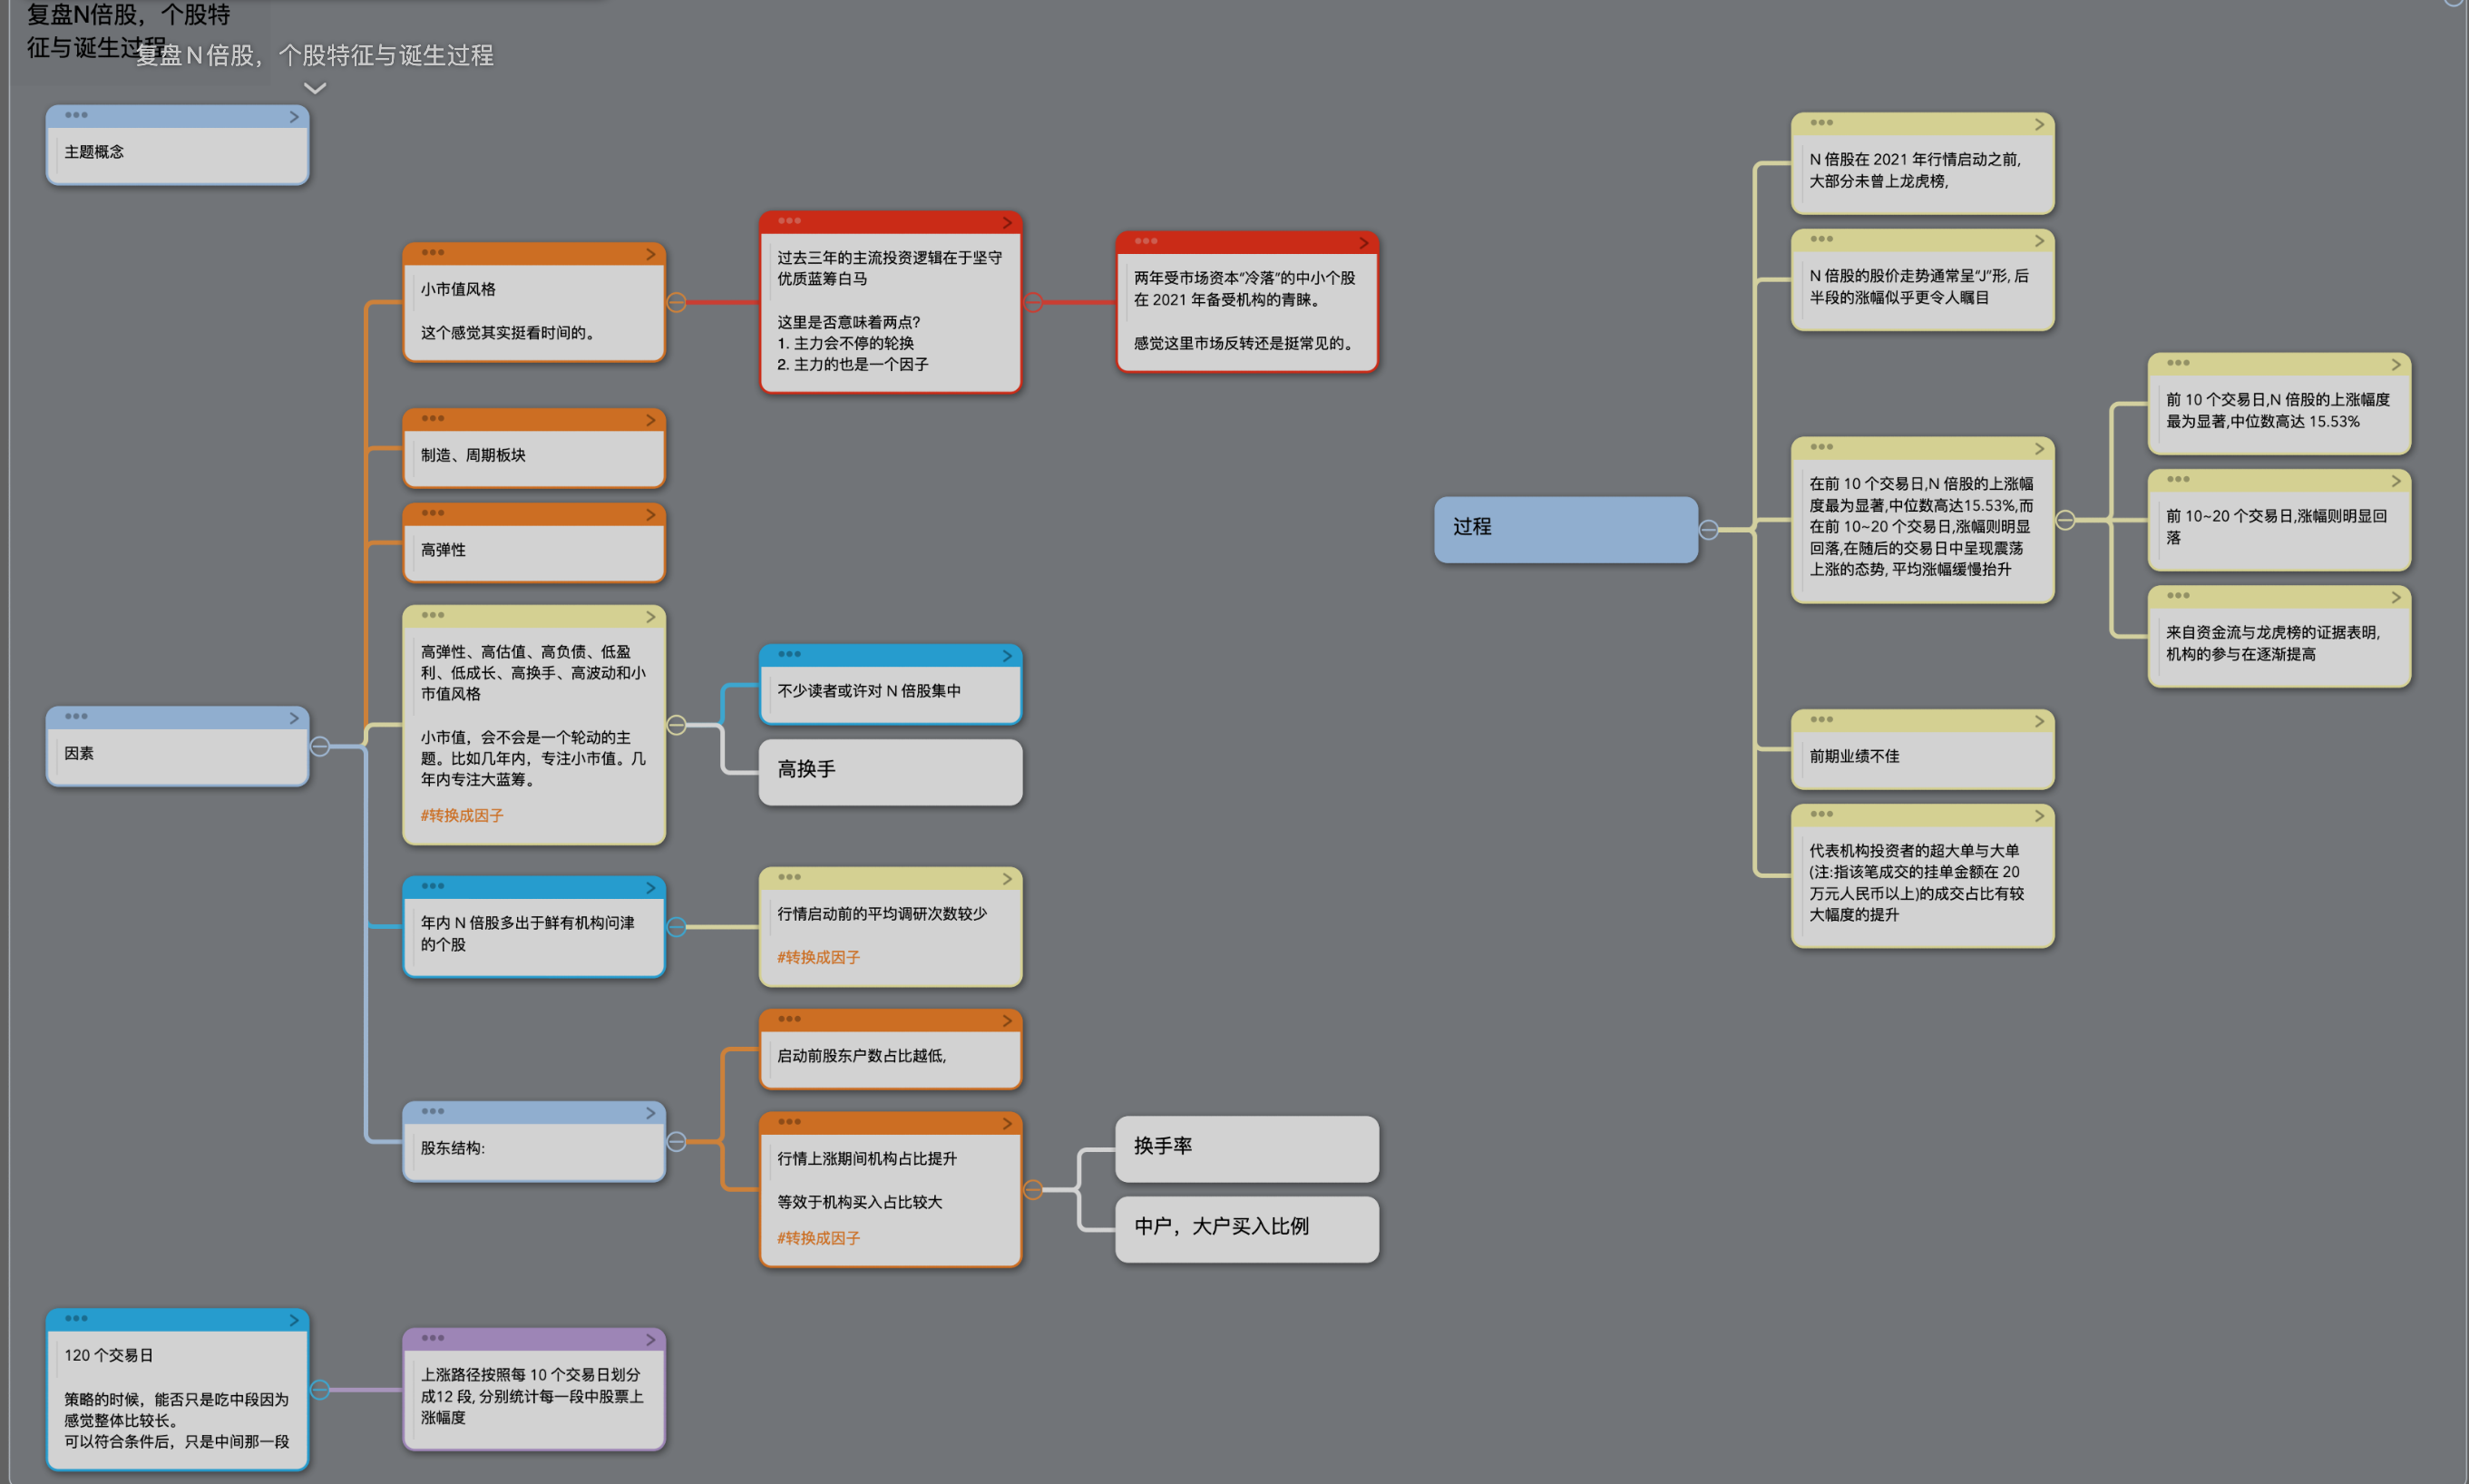 复盘N倍股，个股特
征与诞生过程
复盘N倍股，个股特征与诞生过程
主题概念
因素
小市值风格
这个感觉其实挺看时间的。
过去三年的主流投资逻辑在于坚守
优质蓝筹白马
这里是否意味着两点?
1. 主力会不停的轮换
2. 主力的也是一个因子
两年受市场资本“冷落”的中小个股
在 2021 年备受机构的青睐。
感觉这里市场反转还是挺常见的。
制造、周期板块
高弹性
高弹性、高估值、高负债、低盈
利、低成长、高换手、高波动和小
市值风格
小市值，会不会是一个轮动的主
题。比如几年内，专注小市值。几
年内专注大蓝筹。
#转换成因子
不少读者或许对 N 倍股集中
高换手
年内 N 倍股多出于鲜有机构问津
的个股
行情启动前的平均调研次数较少
#转换成因子
股东结构:
启动前股东户数占比越低,
行情上涨期间机构占比提升
等效于机构买入占比较大
#转换成因子
换手率
中户，大户买入比例
120 个交易日
策略的时候，能否只是吃中段因为
感觉整体比较长。
可以符合条件后，只是中间那一段
上涨路径按照每 10 个交易日划分
成12 段, 分别统计每一段中股票上
涨幅度
过程
N 倍股在 2021 年行情启动之前,
大部分未曾上龙虎榜,
N 倍股的股价走势通常呈“J”形, 后
半段的涨幅似乎更令人瞩目
在前 10 个交易日,N 倍股的上涨幅
度最为显著,中位数高达15.53%,而
在前 10~20 个交易日,涨幅则明显
回落,在随后的交易日中呈现震荡
上涨的态势, 平均涨幅缓慢抬升
前 10 个交易日,N 倍股的上涨幅度
最为显著,中位数高达 15.53%
前 10~20 个交易日,涨幅则明显回
落
来自资金流与龙虎榜的证据表明,
机构的参与在逐渐提高
前期业绩不佳
代表机构投资者的超大单与大单
(注:指该笔成交的挂单金额在 20
万元人民币以上)的成交占比有较
大幅度的提升